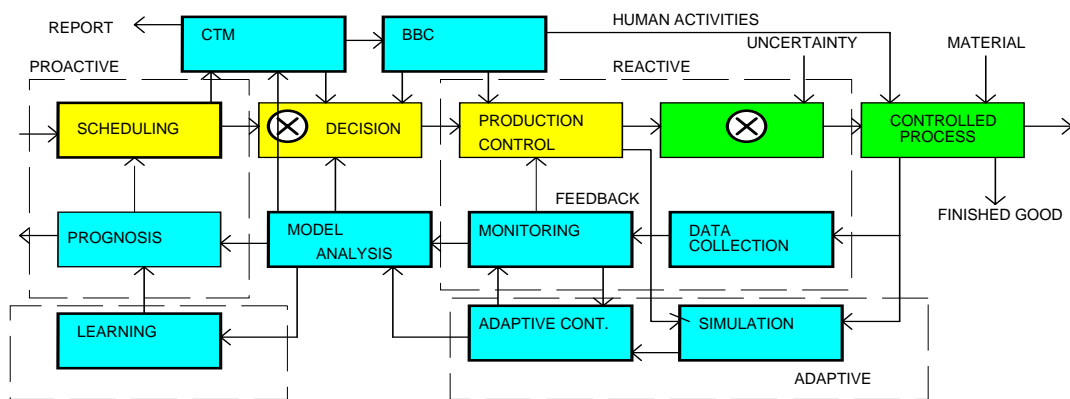 HUMAN ACTIVITIES
REPORT
CTM
BBC
UNCERTAINTY
MATERIAL
PROACTIVE
REACTIVE
SCHEDULING
DECISION
PRODUCTION
CONTROL
CONTROLLED
PROCESS
FEEDBACK
FINISHED GOOD
PROGNOSIS
MODEL
ANALYSIS
MONITORING
DATA
COLLECTION
LEARNING
ADAPTIVE CONT.
SIMULATION
ADAPTIVE